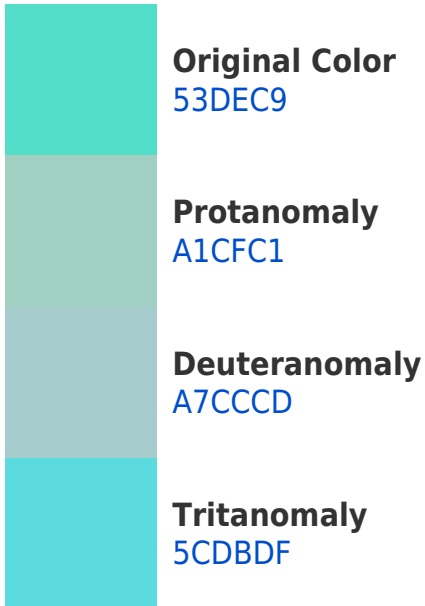 Original Color
53DEC9
Protanomaly
A1CFC1
Deuteranomaly
A7CCCD
Tritanomaly
5CDBDF